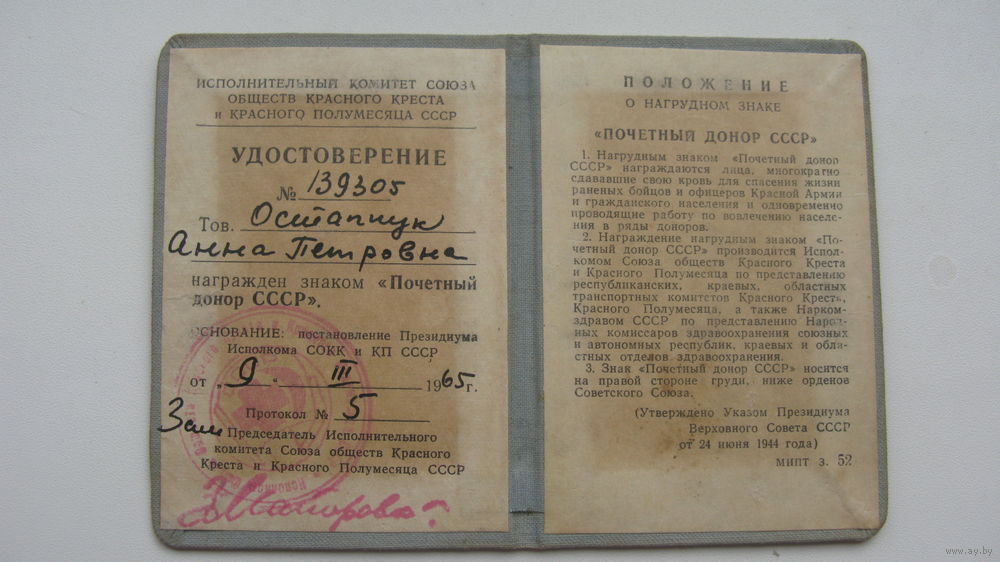 ИСПОЛНИТЕЛЬНЫЙ КОМИТЕТ СОЮЗА
ОБЩЕСТВ КРАСНОГО КРЕСТА
и КРАСНОГО ПОЛУМЕСЯЦА СССР
УДОСТОВЕРЕНИЕ
№ 139305
Тов. Остапчук
Анна Петровна
награжден знаком «Почетный
донор СССР».
ОСНОВАНИЕ: постановление Президиума
Исполкома СОКК и КП СССР
от „ 9 “ III 1965 г.
Протокол № 5
Зам Председатель Исполнительного
комитета Союза обществ Красного
Креста и Красного Полумесяца СССР
ПОЛОЖЕНИЕ
О НАГРУДНОМ ЗНАКЕ
«ПОЧЕТНЫЙ ДОНОР СССР»
1. Нагрудным знаком «Почетный донор
СССР» награждаются лица, многократно
сдававшие свою кровь для спасения жизни
раненых бойцов и офицеров Красной Армии
и гражданского населения и одновременно
проводящие работу по вовлечению населе-
ния в ряды доноров.
2. Награждение нагрудным знаком «По-
четный донор СССР» производится Испол-
комом Союза обществ Красного Креста
и Красного Полумесяца по представлению
республиканских, краевых, областных
транспортных комитетов Красного Креста,
Красного Полумесяца, а также Нарком-
здравом СССР по представлению Народ-
ных комиссаров здравоохранения союзных
и автономных республик, краевых и обла-
стных отделов здравоохранения.
3. Знак «Почетный донор СССР» носится
на правой стороне груди, ниже орденов
Советского Союза.
(Утверждено Указом Президиума
Верховного Совета СССР
от 24 июня 1944 года)
МИПТ з. 52
www.ay.by